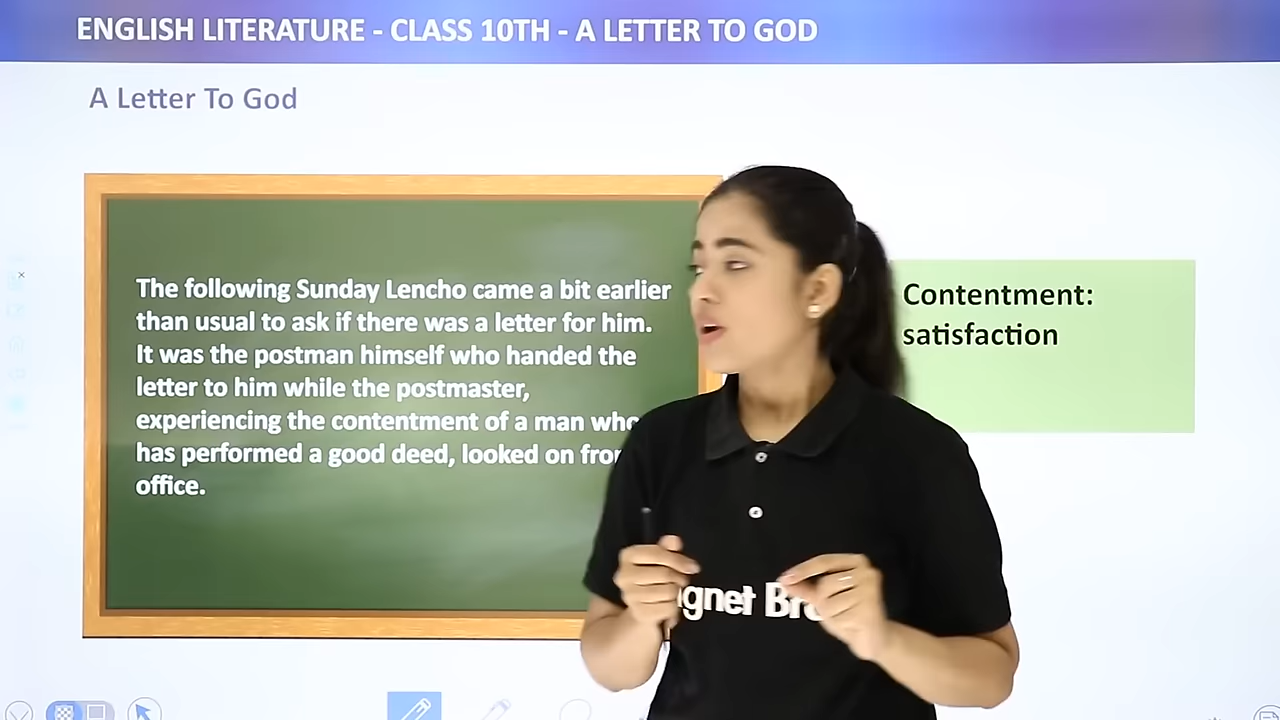 ENGLISH LITERATURE - CLASS 10TH - A LETTER TO GOD
A Letter To God
The following Sunday Lencho came a bit earlier
than usual to ask if there was a letter for him.
It was the postman himself who handed the
letter to him while the postmaster,
experiencing the contentment of a man who
has performed a good deed, looked on
office.
Contentment:
satisfaction